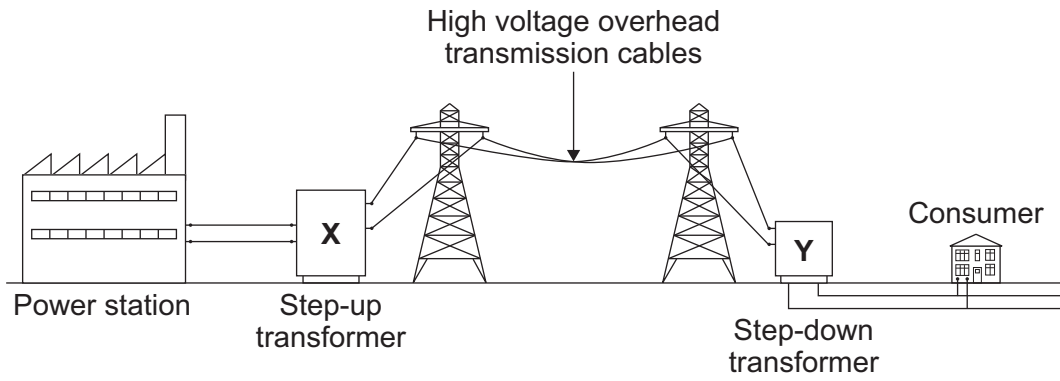 High voltage overhead
transmission cables
X
Y
Consumer
Power station
Step-up
transformer
Step-down
transformer